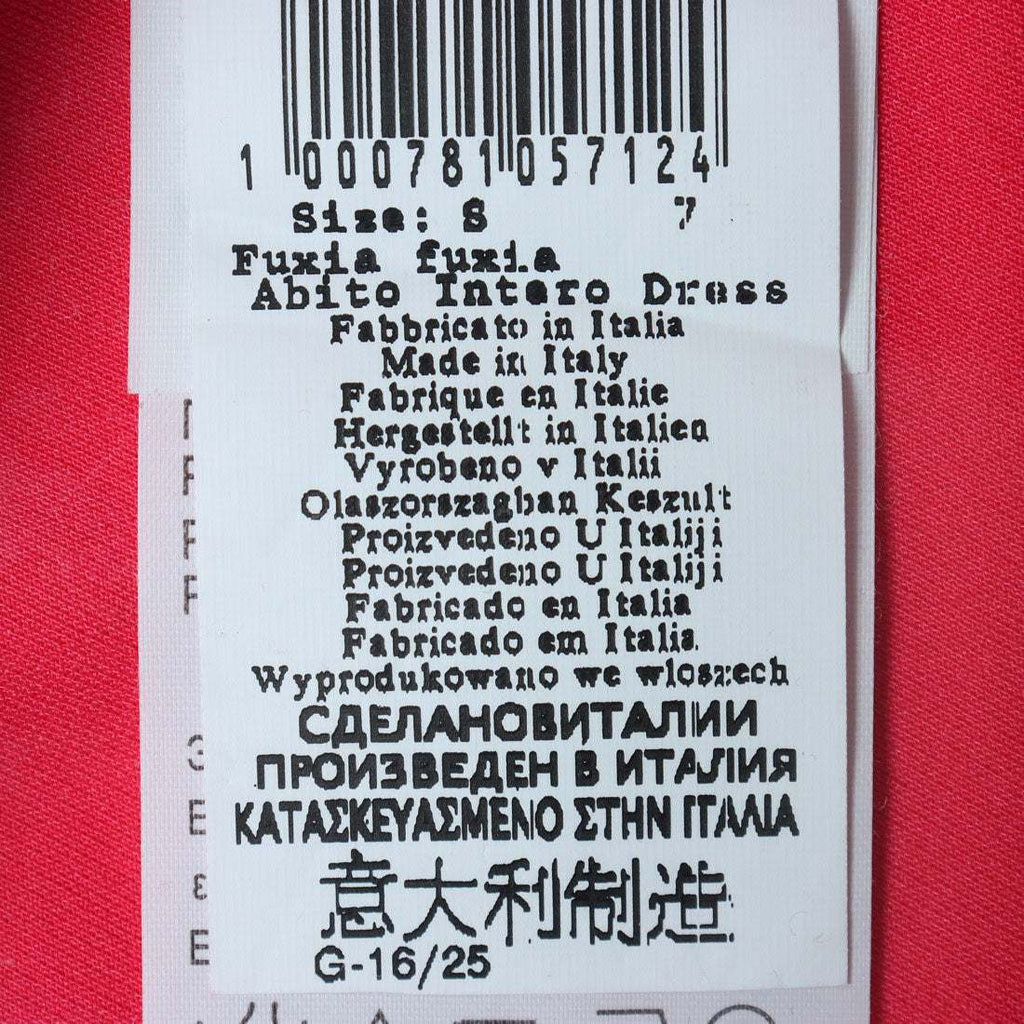 1 000781 057124
Size: S 7
Fuxia fuxia
Abito Intero Dress
Fabbricato in Italia
Made in Italy
Fabrique en Italie
Hergestellt in Italien
Vyrobeno v Italii
Olaszorszagban Keszult
Proizvedeno U Italiji
Proizvedeno U Italiji
Fabricado en Italia
Fabricado em Italia
Wyprodukowano we wloszech
СДЕЛАНОВИТАЛИИ
ПРОИЗВЕДЕН В ИТАЛИЯ
ΚΑΤΑΣΚΕΥΑΣΜΕΝΟ ΣΤΗΝ ΙΤΑΛΙΑ
意大利制造
G-16/25